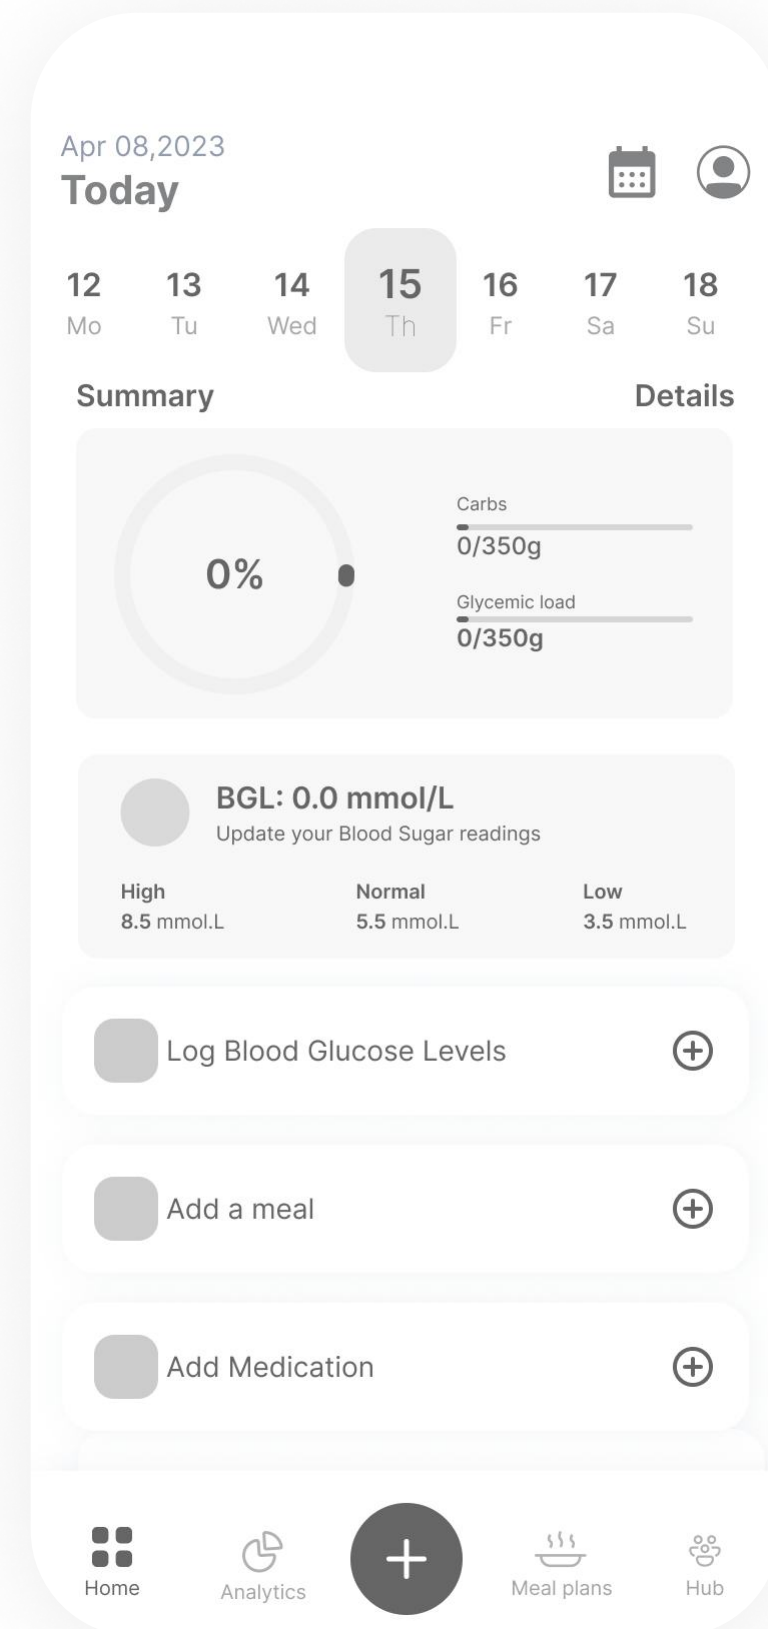 Apr 08,2023
Today
12 13 14 15 16 17 18
Mo Tu Wed Th Fr Sa Su
Summary Details
0%
Carbs
0/350g
Glycemic load
0/350g
BGL: 0.0 mmol/L
Update your Blood Sugar readings
High Normal Low
8.5 mmol.L 5.5 mmol.L 3.5 mmol.L
Log Blood Glucose Levels
Add a meal
Add Medication
Home Analytics Meal plans Hub